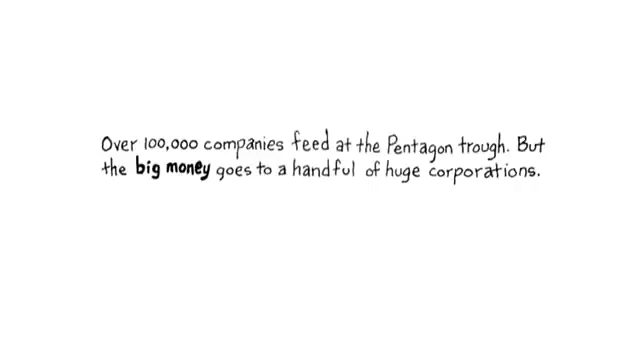 Over 100,000 companies feed at the Pentagon trough. But
the big money goes to a handful of huge corporations.